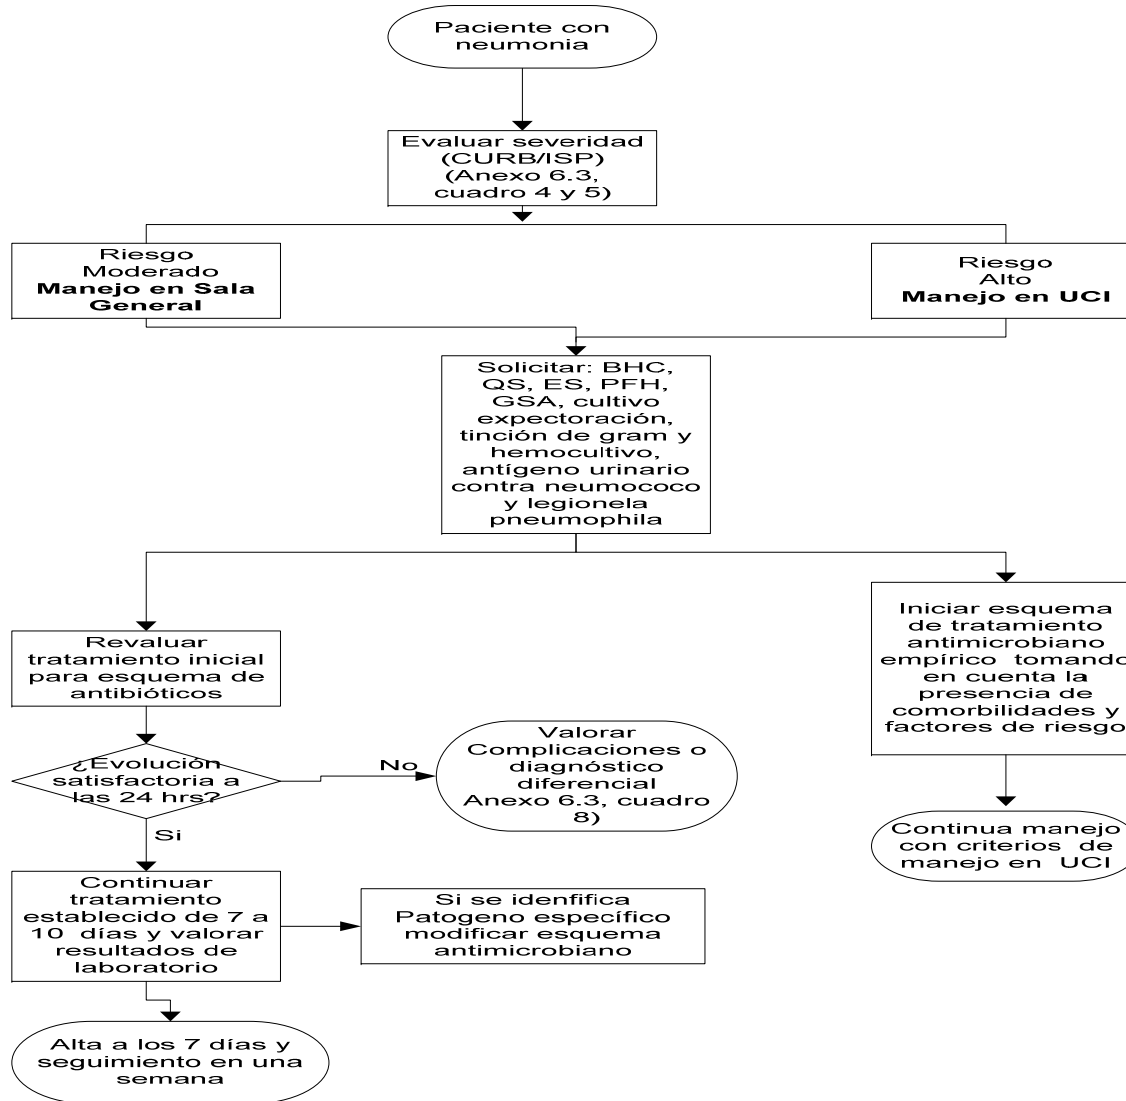 Paciente con
neumonia
Evaluar severidad
(CURB/ISP)
(Anexo 6.3,
cuadro 4 y 5)
Riesgo
Moderado
Manejo en Sala
General
Riesgo
Alto
Manejo en UCI
Solicitar: BHC,
QS, ES, PFH,
GSA, cultivo
expectoración,
tinción de gram y
hemocultivo,
antígeno urinario
contra neumococo
y legionela
pneumophila
Revaluar
tratamiento inicial
para esquema de
antibióticos
Iniciar esquema
de tratamiento
antimicrobiano
empírico tomando
en cuenta la
presencia de
comorbilidades y
factores de riesgo
¿Evolución
satisfactoria a
las 24 hrs?
No
Valorar
Complicaciones o
diagnóstico
diferencial
Anexo 6.3, cuadro
8)
Si
Continua manejo
con criterios de
manejo en UCI
Continuar
tratamiento
establecido de 7 a
10 días y valorar
resultados de
laboratorio
Si se idenfifica
Patogeno específico
modificar esquema
antimicrobiano
Alta a los 7 días y
seguimiento en una
semana